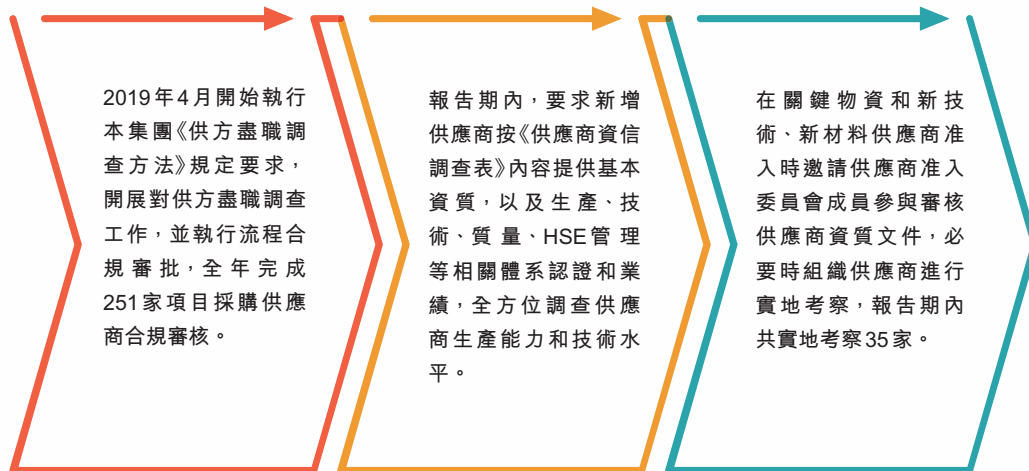 2019年4月開始執行
本集團《供方盡職調
查方法》規定要求，
開展對供方盡職調查
工作，並執行流程合
規審批，全年完成
251家項目採購供應
商合規審核。
報告期內，要求新增
供應商按《供應商資信
調查表》內容提供基本
資質，以及生產、技
術、質量、HSE管理
等相關體系認證和業
績，全方位調查供應
商生產能力和技術水
平。
在關鍵物資和新技
術、新材料供應商准
入時邀請供應商准入
委員會成員參與審核
供應商資質文件，必
要時組織供應商進行
實地考察，報告期內
共實地考察35家。